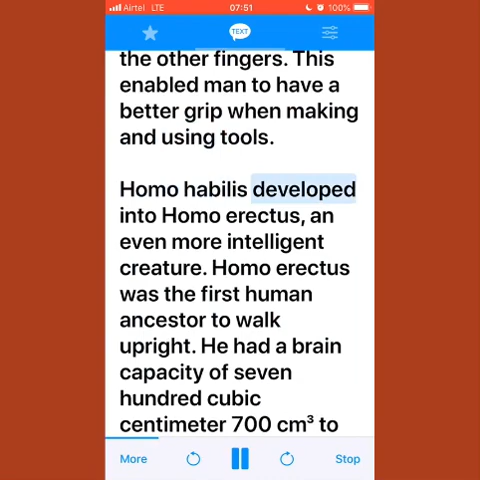 Airtel LTE 07:51 100%
TEXT
the other fingers. This
enabled man to have a
better grip when making
and using tools.
Homo habilis developed
into Homo erectus, an
even more intelligent
creature. Homo erectus
was the first human
ancestor to walk
upright. He had a brain
capacity of seven
hundred cubic
centimeter 700 cm³ to
More Stop